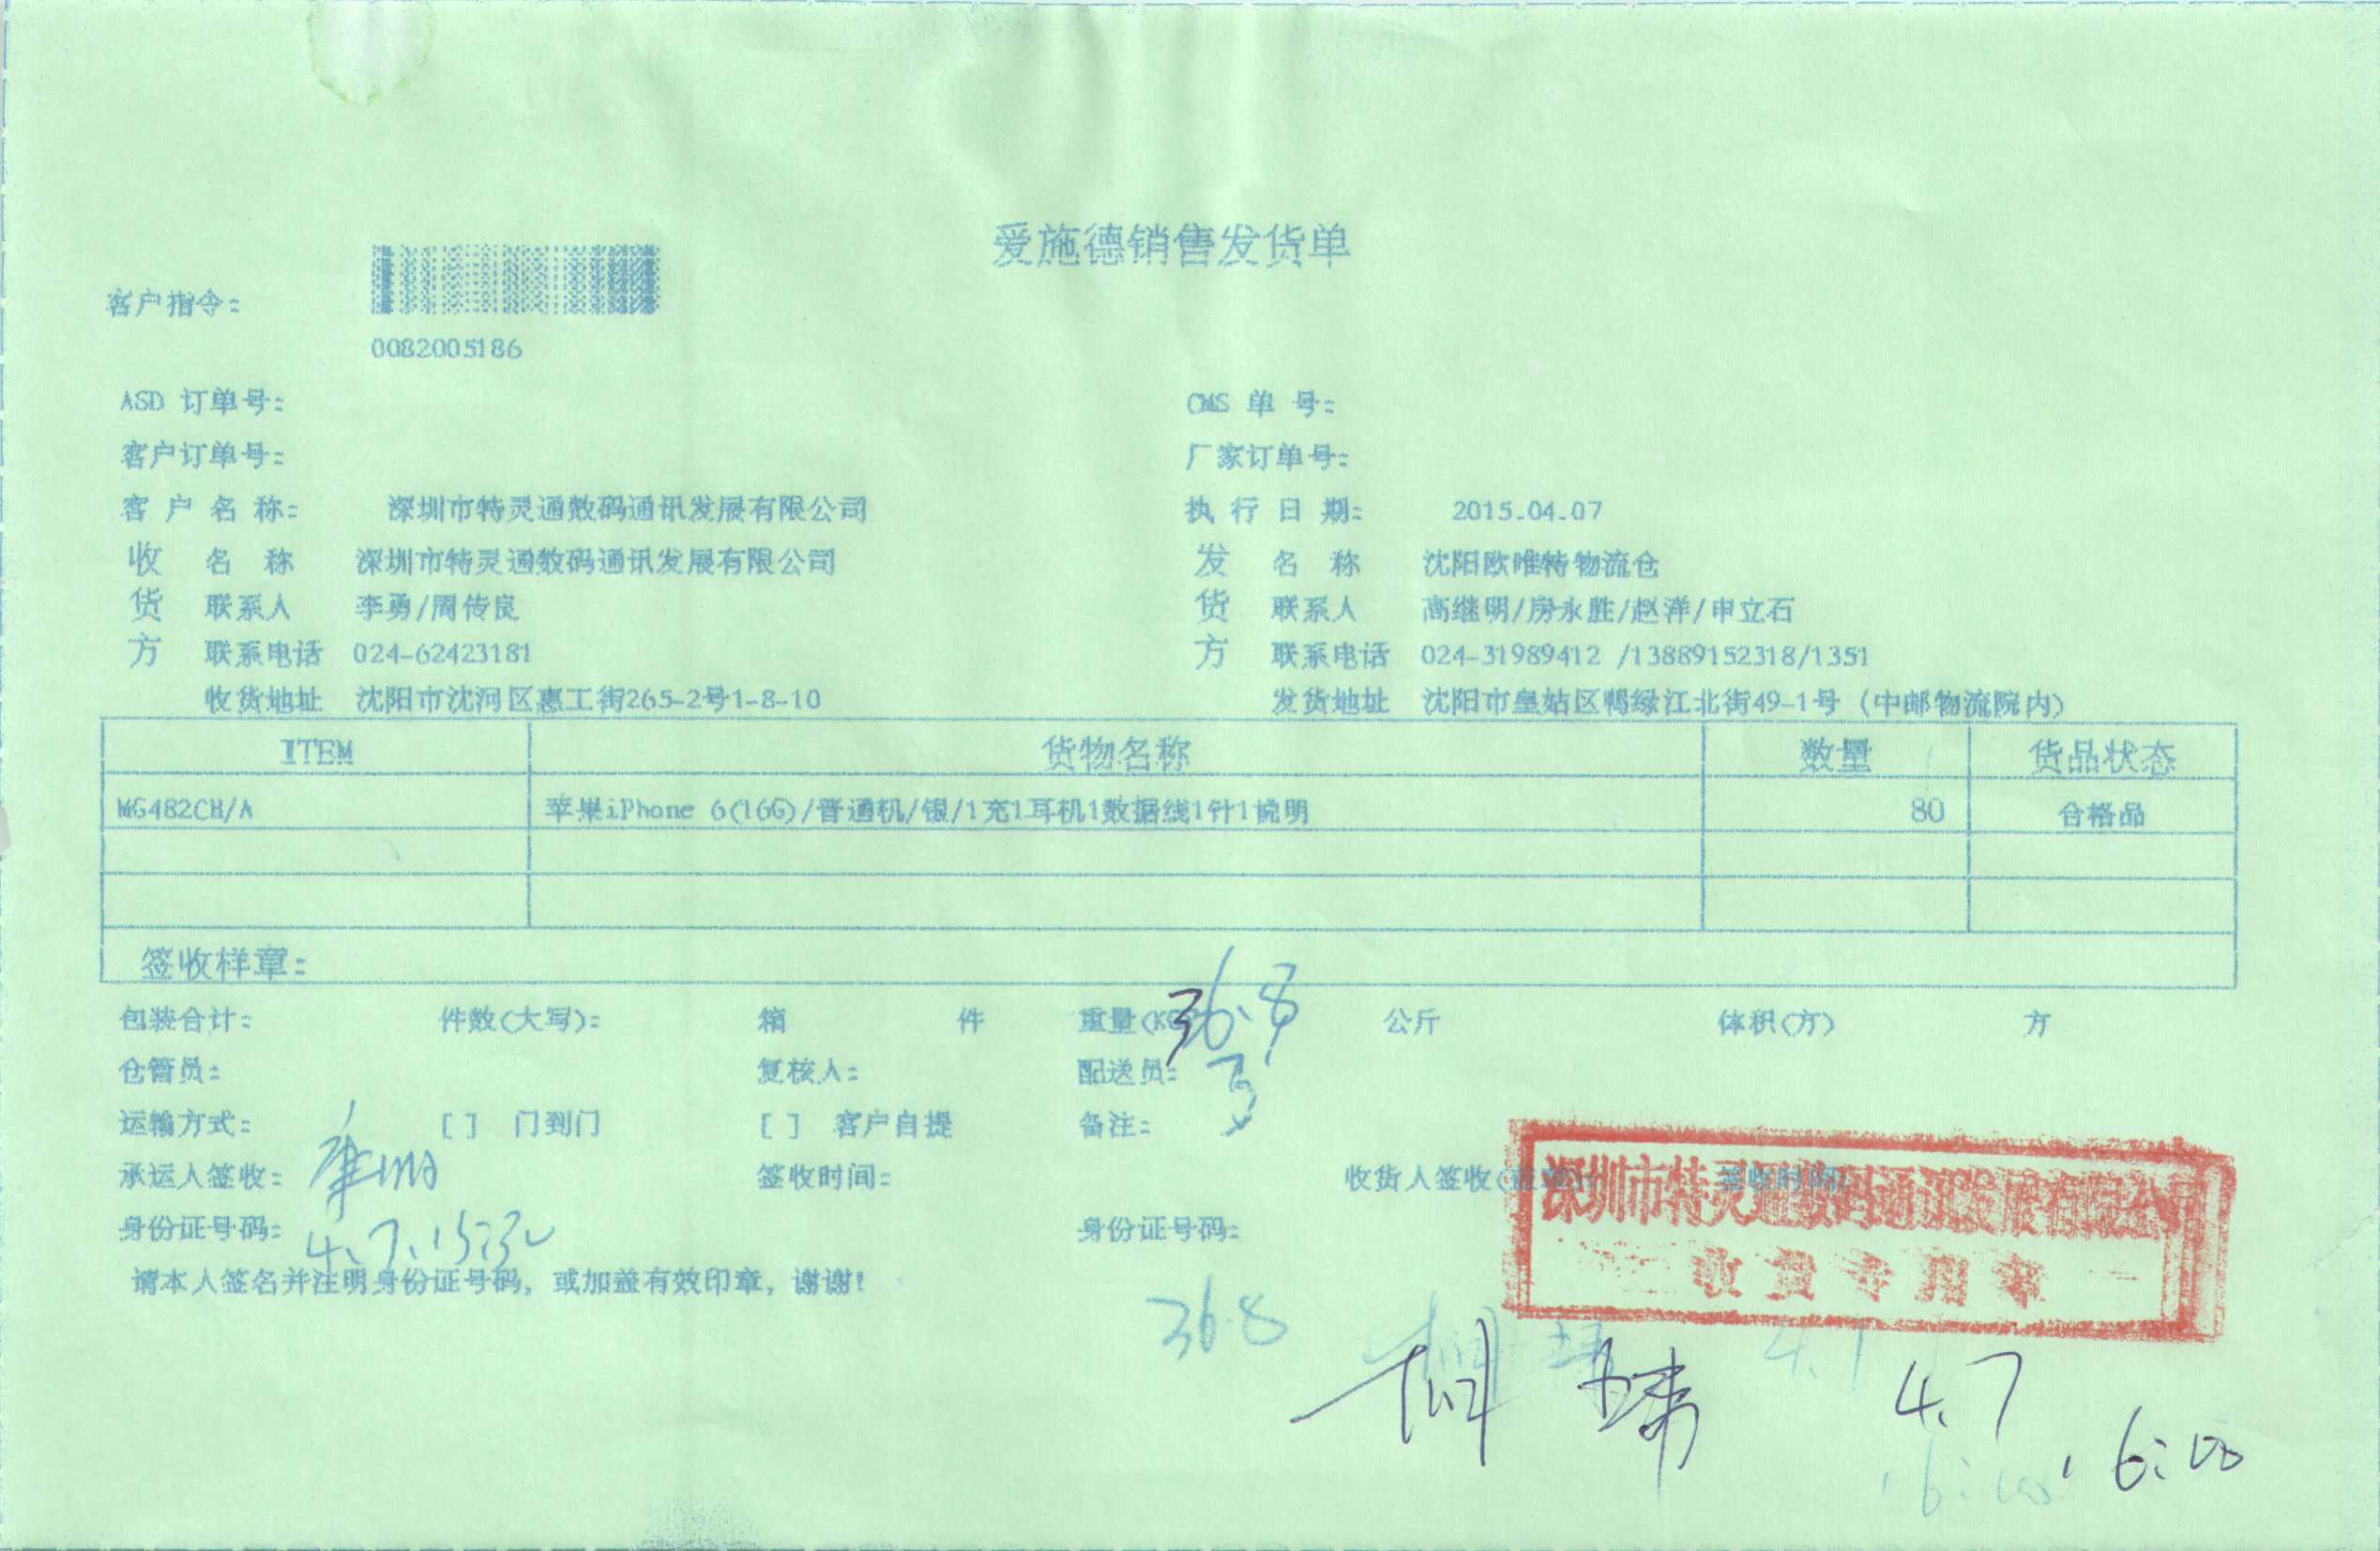 爱施德销售发货单
客户指令:
0082005186
ASD 订单号: CMS 单 号:
客户订单号: 厂家订单号:
客 户 名 称: 深圳市特灵通数码通讯发展有限公司 执 行 日 期: 2015.04.07
收 名 称 深圳市特灵通数码通讯发展有限公司 发 名 称 沈阳欧唯特物流仓
货 联系人 李勇/周传良 货 联系人 高继明/房永胜/赵洋/申立石
方 联系电话 024-62423181 方 联系电话 024-31989412 /13889152318/1351
收货地址 沈阳市沈河区惠工街265-2号1-8-10 发货地址 沈阳市皇姑区鸭绿江北街49-1号 (中邮物流院内)
ITEM 货物名称 数量 货品状态
MG482CH/A 苹果iPhone 6(16G)/普通机/银/1充1耳机1数据线1针1说明 80 合格品
签收样章:
包装合计: 件数(大写): 箱 件 重量(KG 36.8 公斤 体积(方) 方
仓管员: 复核人: 配送员:
运输方式: [ ] 门到门 [ ] 客户自提 备注:
承运人签收: 签收时间: 收货人签收(盖章): 签收时间:
深圳市特灵通数码通讯发展有限公司
身份证号码: 4.7.15:30 身份证号码:
收货专用章
请本人签名并注明身份证号码, 或加盖有效印章, 谢谢!
36.8
4.7
16:00